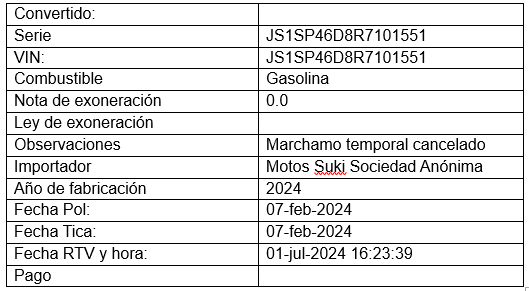 Convertido:
Serie JS1SP46D8R7101551
VIN: JS1SP46D8R7101551
Combustible Gasolina
Nota de exoneración 0.0
Ley de exoneración
Observaciones Marchamo temporal cancelado
Importador Motos Suki Sociedad Anónima
Año de fabricación 2024
Fecha Pol: 07-feb-2024
Fecha Tica: 07-feb-2024
Fecha RTV y hora: 01-jul-2024 16:23:39
Pago